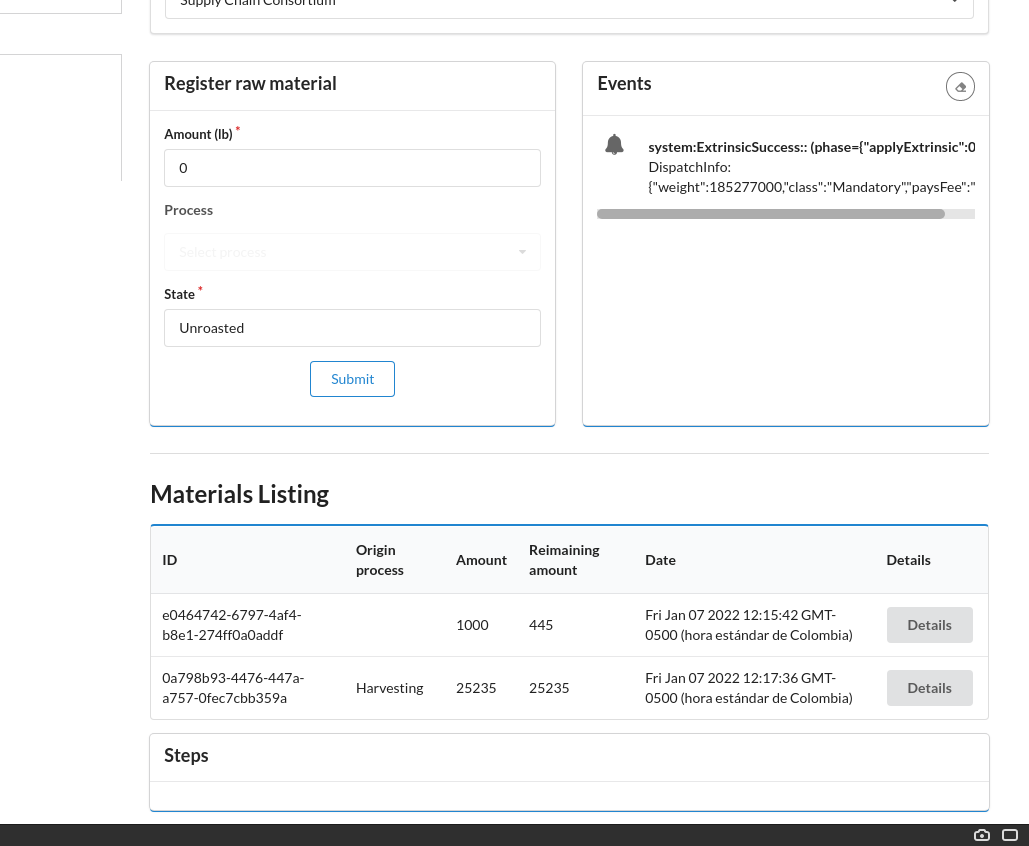 Supply Chain Consortium
Register raw material
Amount (lb) *
0
Process
Select process
State *
Unroasted
Submit
Events
system:ExtrinsicSuccess:: (phase={"applyExtrinsic":0
DispatchInfo:
{"weight":185277000,"class":"Mandatory","paysFee":"
Materials Listing
ID
Origin
process
Amount
Reimaining
amount
Date
Details
e0464742-6797-4af4-
b8e1-274ff0a0addf
1000
445
Fri Jan 07 2022 12:15:42 GMT-
0500 (hora estándar de Colombia)
Details
0a798b93-4476-447a-
a757-0fec7cbb359a
Harvesting
25235
25235
Fri Jan 07 2022 12:17:36 GMT-
0500 (hora estándar de Colombia)
Details
Steps